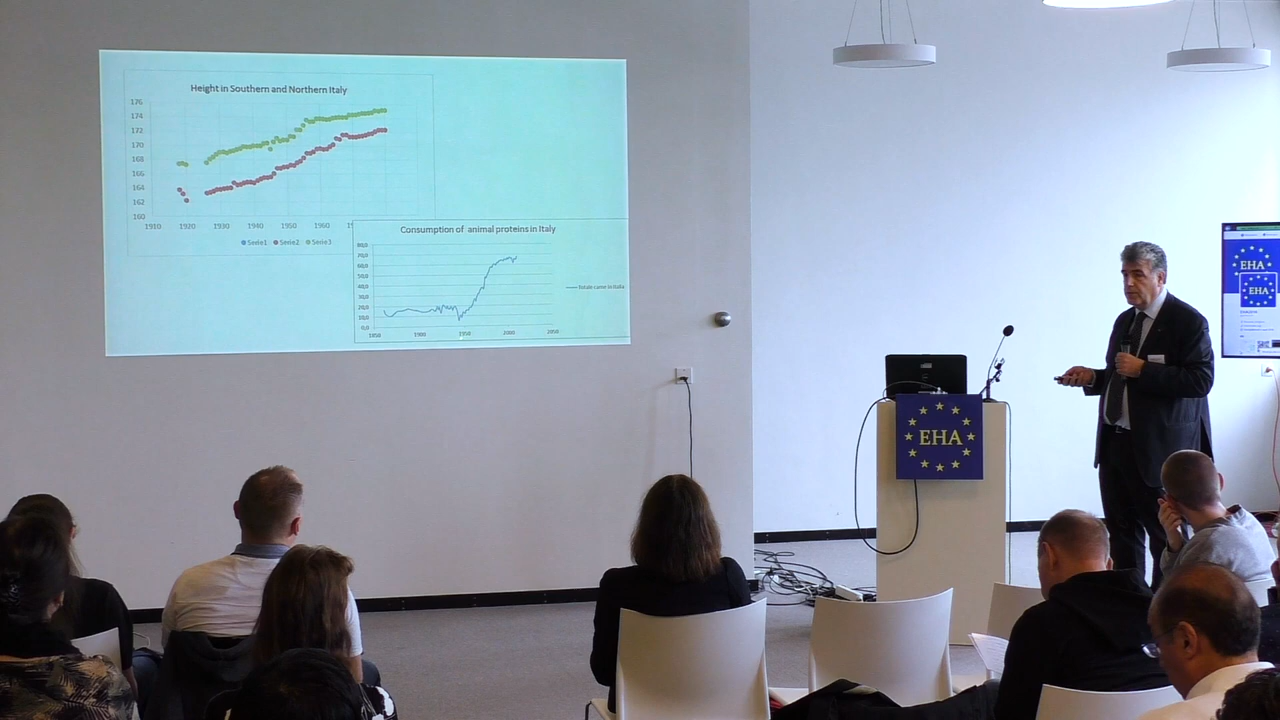 Height in Southern and Northern Italy
176
174
172
170
168
166
164
162
160
1910 1920 1930 1940 1950 1960
Serie1 Serie2 Serie3
Consumption of animal proteins in Italy
80,0
70,0
60,0
50,0
40,0
30,0
20,0
10,0
0,0
1850 1900 1950 2000 2050
Totale carne in Italia
EHA
EHA
EHA